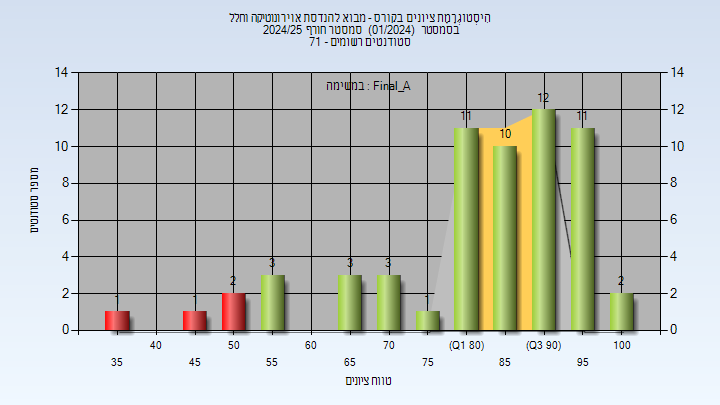 הִיסְטוֹגְרָמַת ציונים בקורס - מבוא להנדסת אוירונוטיקה וחלל
בסמסטר (01/2024) סמסטר חורף 2024/25
סטודנטים רשומים - 71
במשימה : Final_A
14 14
12 12
10 10
8 8
6 6
4 4
2 2
0 0
מספר סטודנטים
1 1 2 3 3 3 1 11 10 12 11 2
40 50 60 70 (Q1 80) (Q3 90) 100
35 45 55 65 75 85 95
טווח ציונים